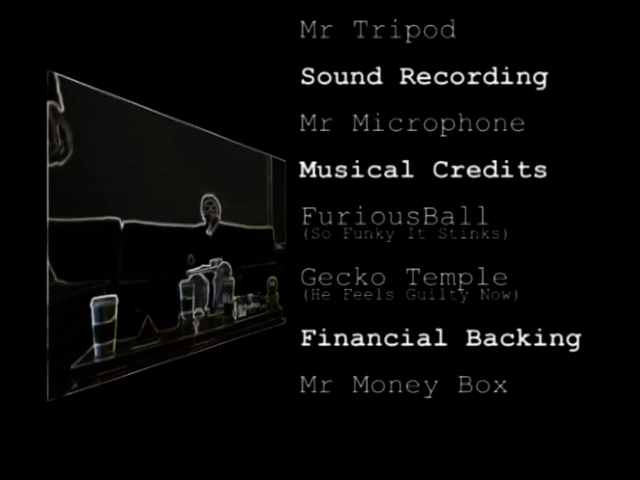 Mr Tripod
Sound Recording
Mr Microphone
Musical Credits
FuriousBall
(So Funky It Stinks)
Gecko Temple
(He Feels Guilty Now)
Financial Backing
Mr Money Box